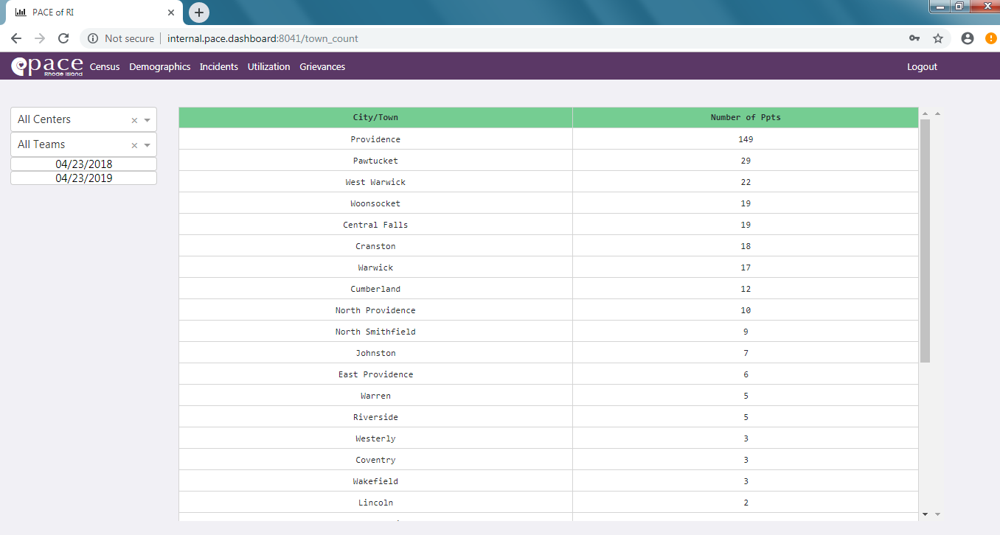 PACE of RI
Not secure internal.pace.dashboard:8041/town_count
pace
Rhode Island
Census Demographics Incidents Utilization Grievances Logout
All Centers
All Teams
04/23/2018
04/23/2019
City/Town Number of Ppts
Providence 149
Pawtucket 29
West Warwick 22
Woonsocket 19
Central Falls 19
Cranston 18
Warwick 17
Cumberland 12
North Providence 10
North Smithfield 9
Johnston 7
East Providence 6
Warren 5
Riverside 5
Westerly 3
Coventry 3
Wakefield 3
Lincoln 2